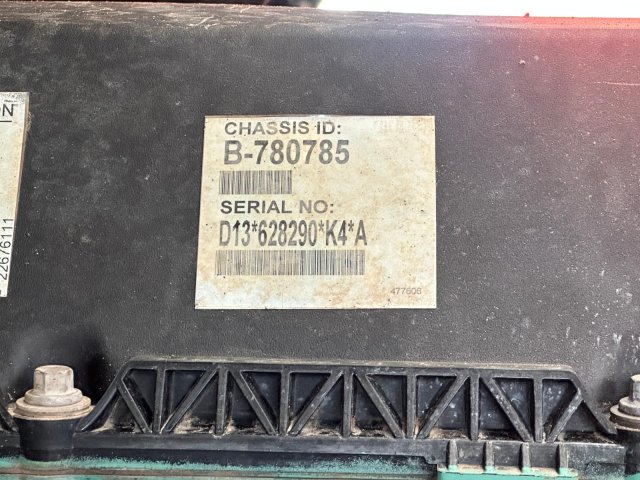 CHASSIS ID:
B-780785
SERIAL NO:
D13*628290*K4*A
477608
22676111